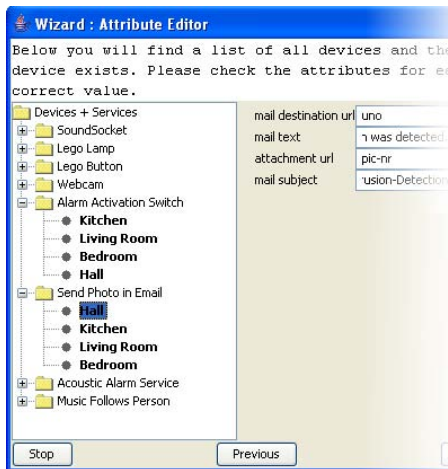 Wizard : Attribute Editor
Below you will find a list of all devices and the
device exists. Please check the attributes for
correct value.
Devices + Services
SoundSocket
Lego Lamp
Lego Button
Webcam
Alarm Activation Switch
Kitchen
Living Room
Bedroom
Hall
Send Photo in Email
Hall
Kitchen
Living Room
Bedroom
Acoustic Alarm Service
Music Follows Person
mail destination url uno
mail text was detected.
attachment url pic-nr
mail subject usion-Detection
Stop
Previous